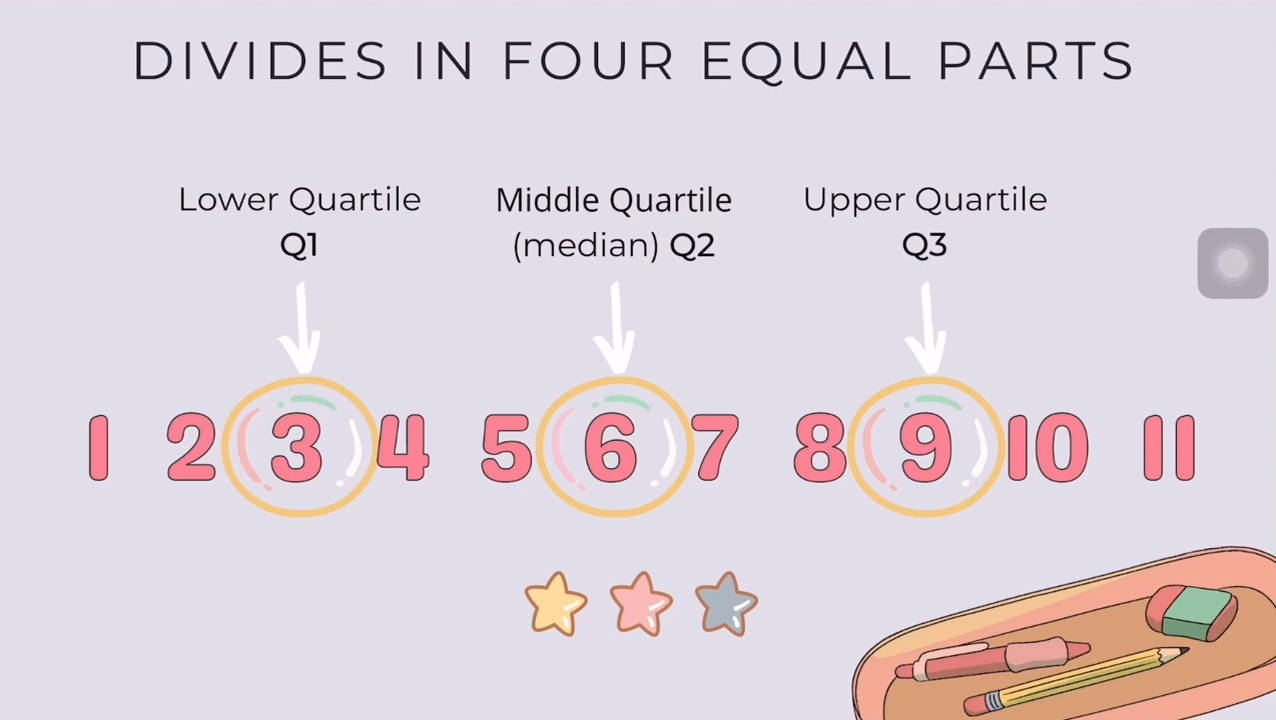 DIVIDES IN FOUR EQUAL PARTS
Lower Quartile
Q1
Middle Quartile
(median) Q2
Upper Quartile
Q3
1 2 3 4 5 6 7 8 9 10 11